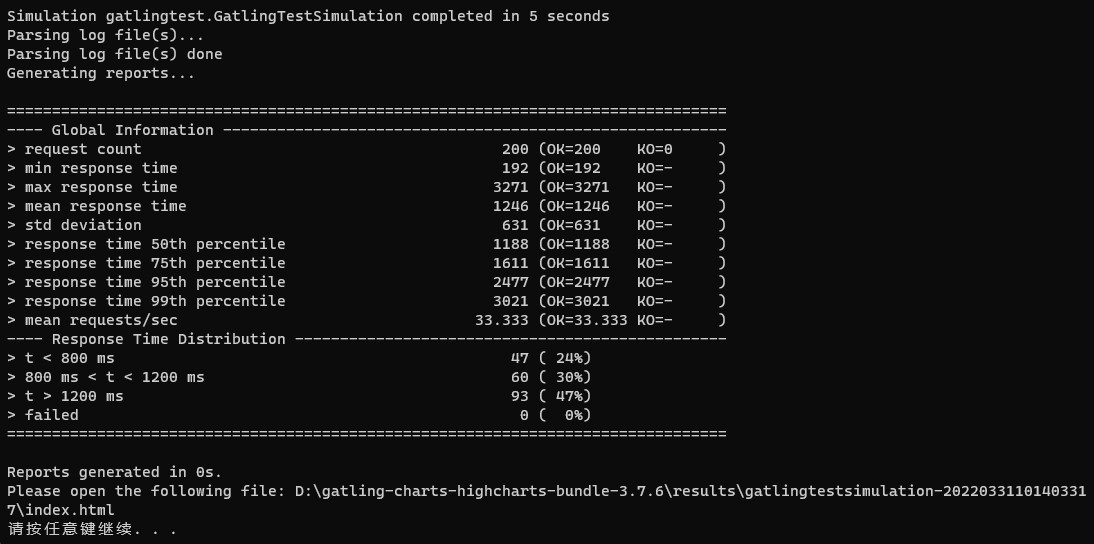 Simulation gatlingtest.GatlingTestSimulation completed in 5 seconds
Parsing log file(s)...
Parsing log file(s) done
Generating reports...
================================================================================
---- Global Information --------------------------------------------------------
> request count                                        200 (OK=200    KO=0     )
> min response time                                    192 (OK=192    KO=-     )
> max response time                                   3271 (OK=3271   KO=-     )
> mean response time                                  1246 (OK=1246   KO=-     )
> std deviation                                        631 (OK=631    KO=-     )
> response time 50th percentile                       1188 (OK=1188   KO=-     )
> response time 75th percentile                       1611 (OK=1611   KO=-     )
> response time 95th percentile                       2477 (OK=2477   KO=-     )
> response time 99th percentile                       3021 (OK=3021   KO=-     )
> mean requests/sec                                 33.333 (OK=33.333 KO=-     )
---- Response Time Distribution ------------------------------------------------
> t < 800 ms                                            47 ( 24%)
> 800 ms < t < 1200 ms                                  60 ( 30%)
> t > 1200 ms                                           93 ( 47%)
> failed                                                 0 (  0%)
================================================================================
Reports generated in 0s.
Please open the following file: D:\gatling-charts-highcharts-bundle-3.7.6\results\gatlingtestsimulation-2022033110140331
7\index.html
请按任意键继续. . .